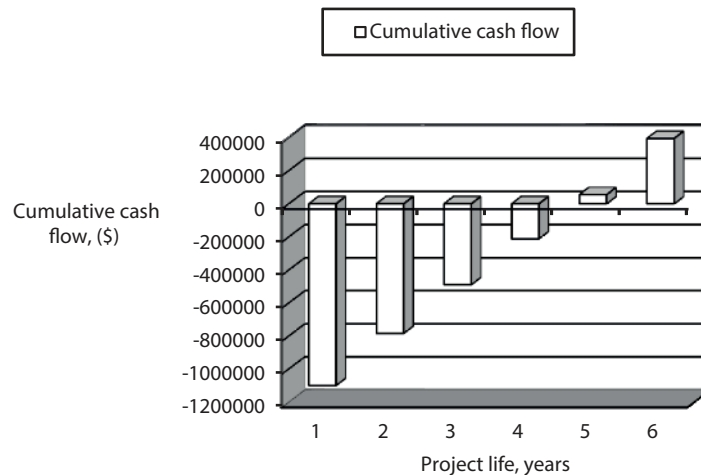 Cumulative cash flow
400000
200000
0
-200000
-400000
-600000
-800000
-1000000
-1200000
Cumulative cash
flow, ($)
1 2 3 4 5 6
Project life, years